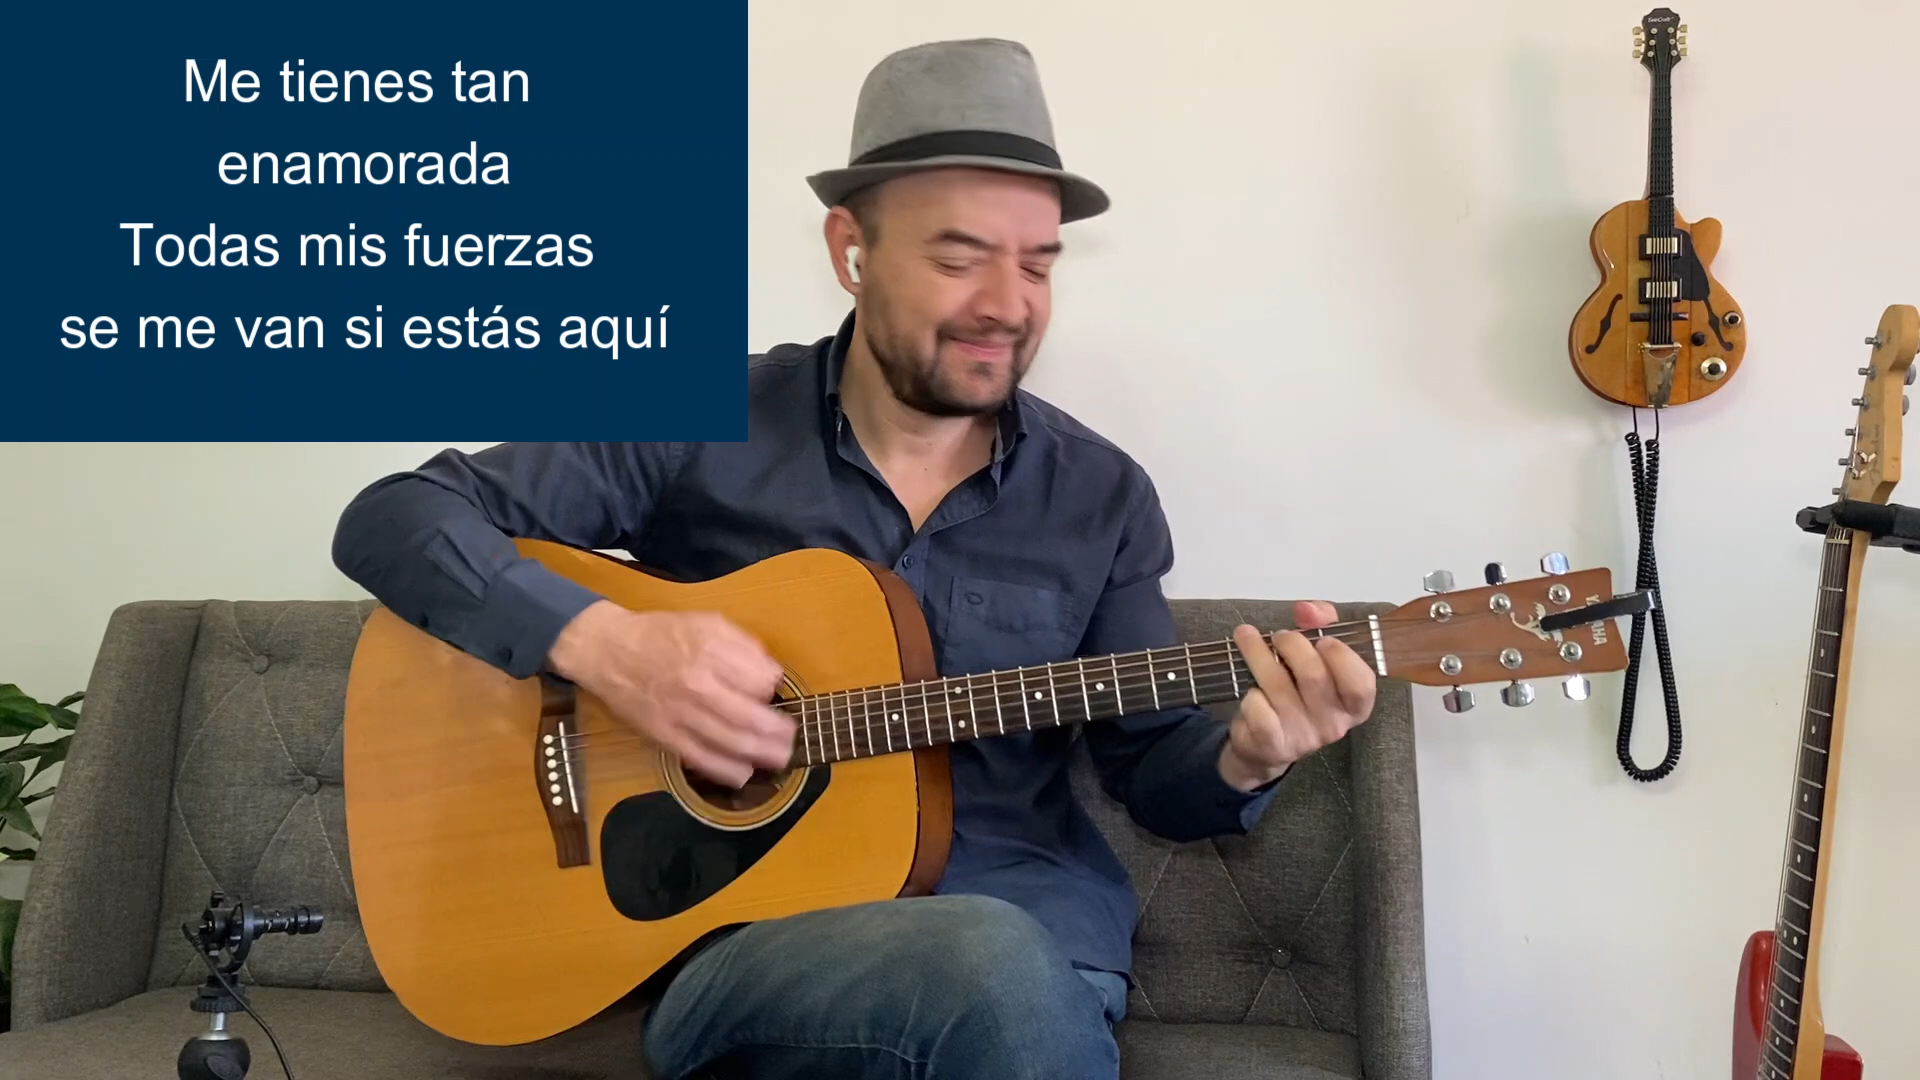 Me tienes tan
enamorada
Todas mis fuerzas
se me van si estás aquí